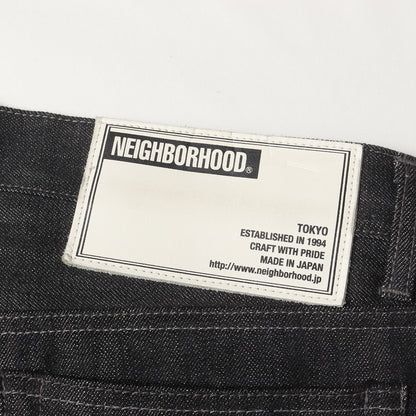 NEIGHBORHOOD®
TOKYO
ESTABLISHED IN 1994
CRAFT WITH PRIDE
MADE IN JAPAN
http://www.neighborhood.jp